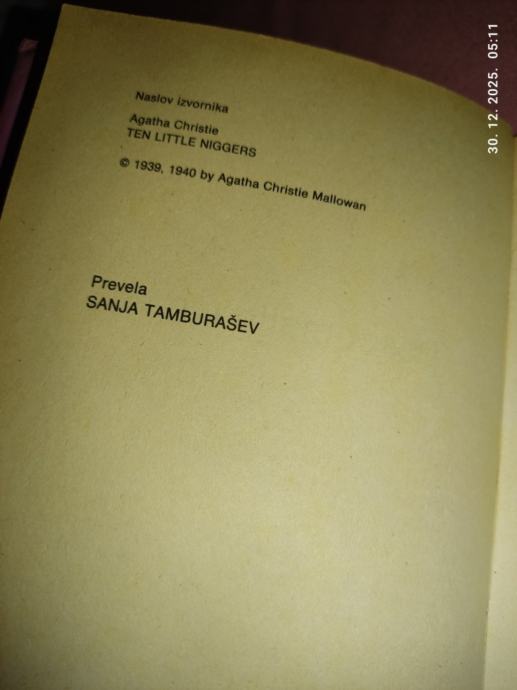 Naslov izvornika
Agatha Christie
TEN LITTLE NIGGERS
© 1939, 1940 by Agatha Christie Mallowan
Prevela
SANJA TAMBURAŠEV
30. 12. 2025. 05:11